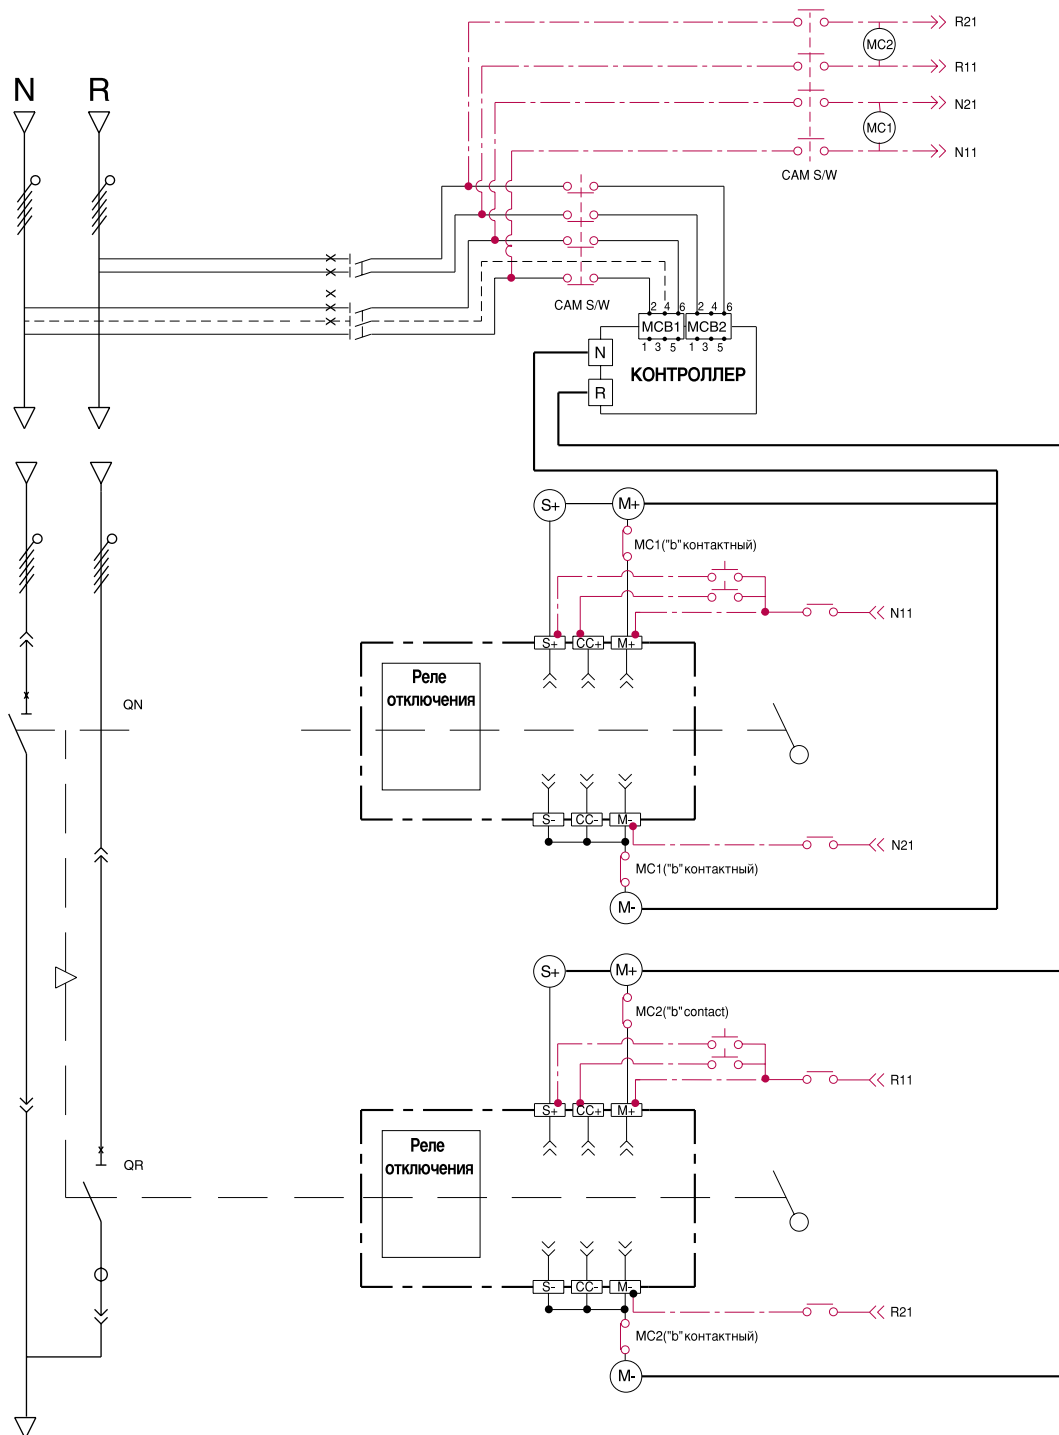 R21
MC2
R11
N21
MC1
N11
CAM S/W
N R
CAM S/W
2 4 6 2 4 6
MCB1 MCB2
1 3 5 1 3 5
N
КОНТРОЛЛЕР
R
S+ M+
MC1("b"контактный)
N11
S+ CC+ M+
Реле
отключения
QN
S- CC- M-
N21
MC1("b"контактный)
M-
S+ M+
MC2("b"contact)
R11
S+ CC+ M+
Реле
отключения
QR
S- CC- M-
R21
MC2("b"контактный)
M-